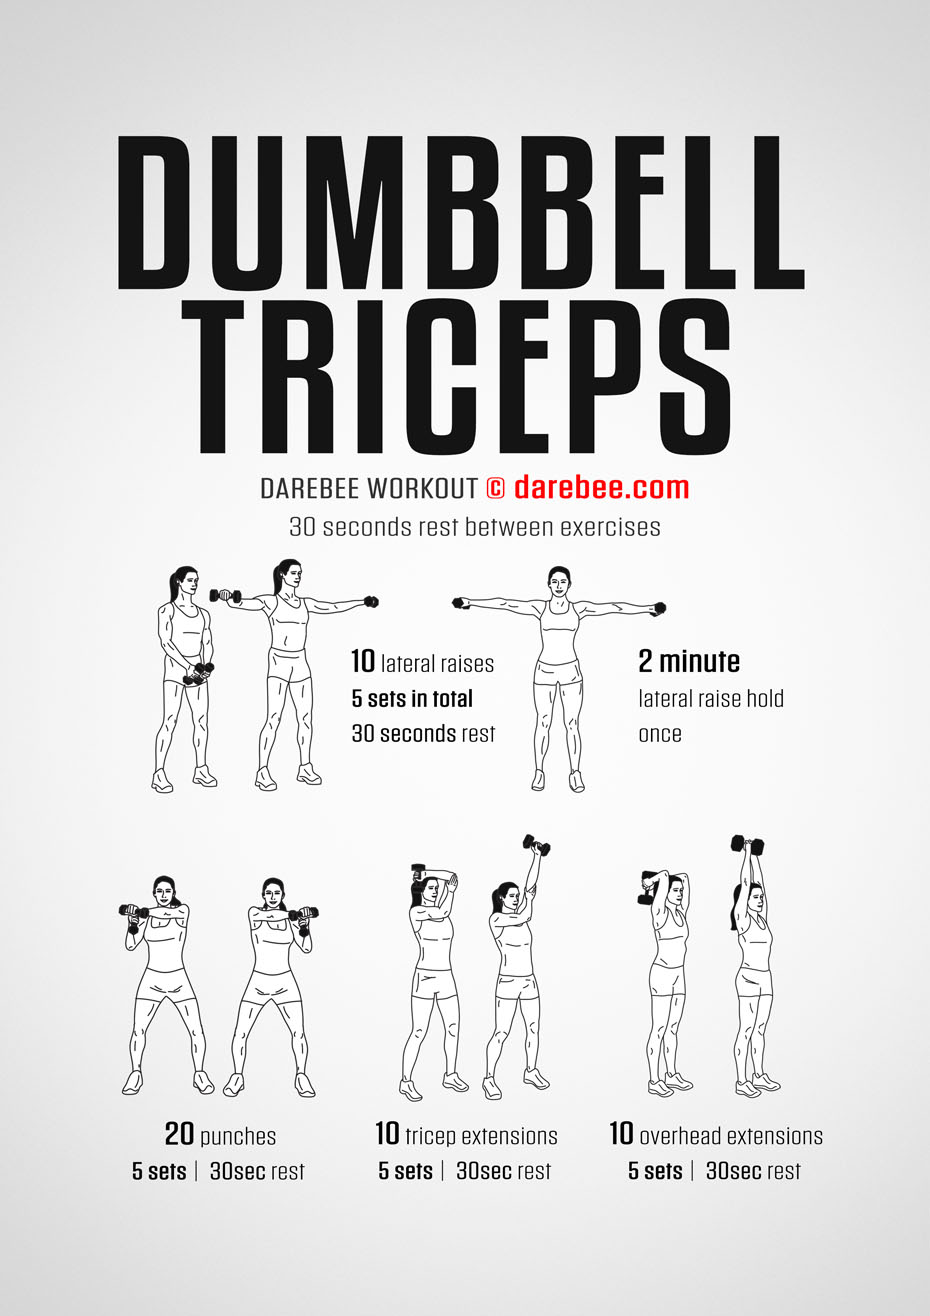 DUMBBELL
TRICEPS
DAREBEE WORKOUT © darebee.com
30 seconds rest between exercises
10 lateral raises
5 sets in total
30 seconds rest
2 minute
lateral raise hold
once
20 punches
5 sets | 30sec rest
10 tricep extensions
5 sets | 30sec rest
10 overhead extensions
5 sets | 30sec rest